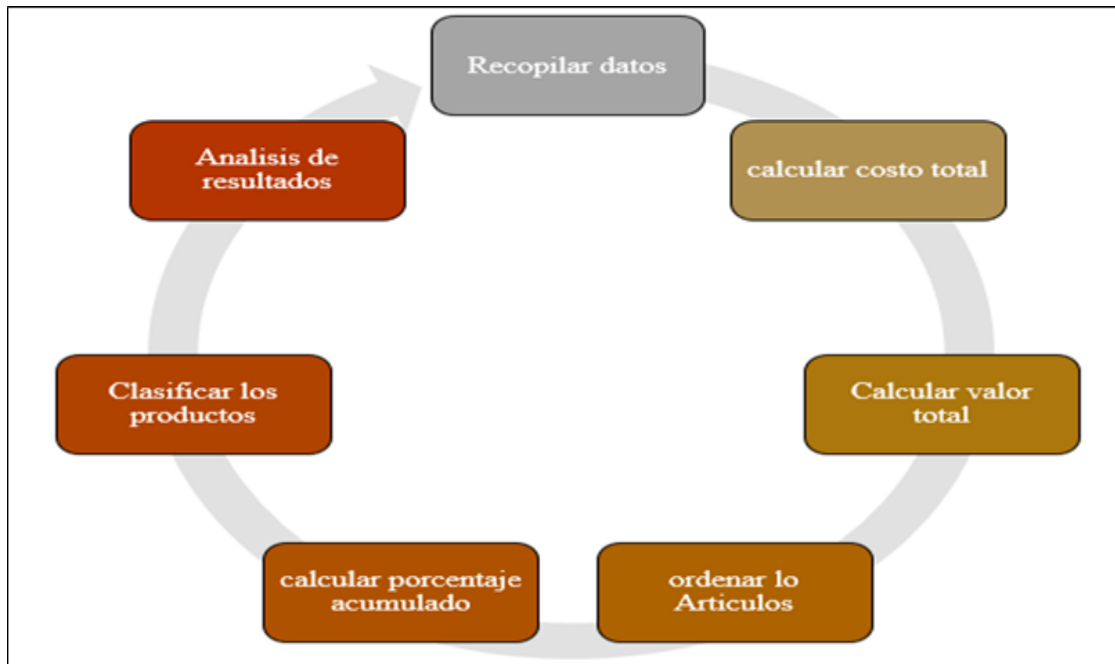 Recopilar datos
calcular costo total
Calcular valor
total
ordenar lo
Articulos
calcular porcentaje
acumulado
Clasificar los
productos
Analisis de
resultados